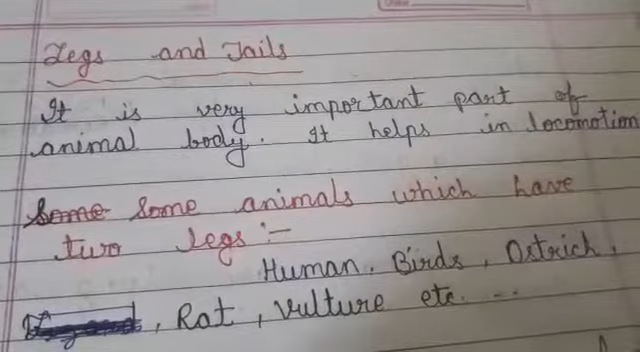 Legs and Tails
It is very important part of
animal body. It helps in locomotion
Some some animals which have
two legs :-
Human, Birds, Ostrich,
, Rat, Vulture etc. ...